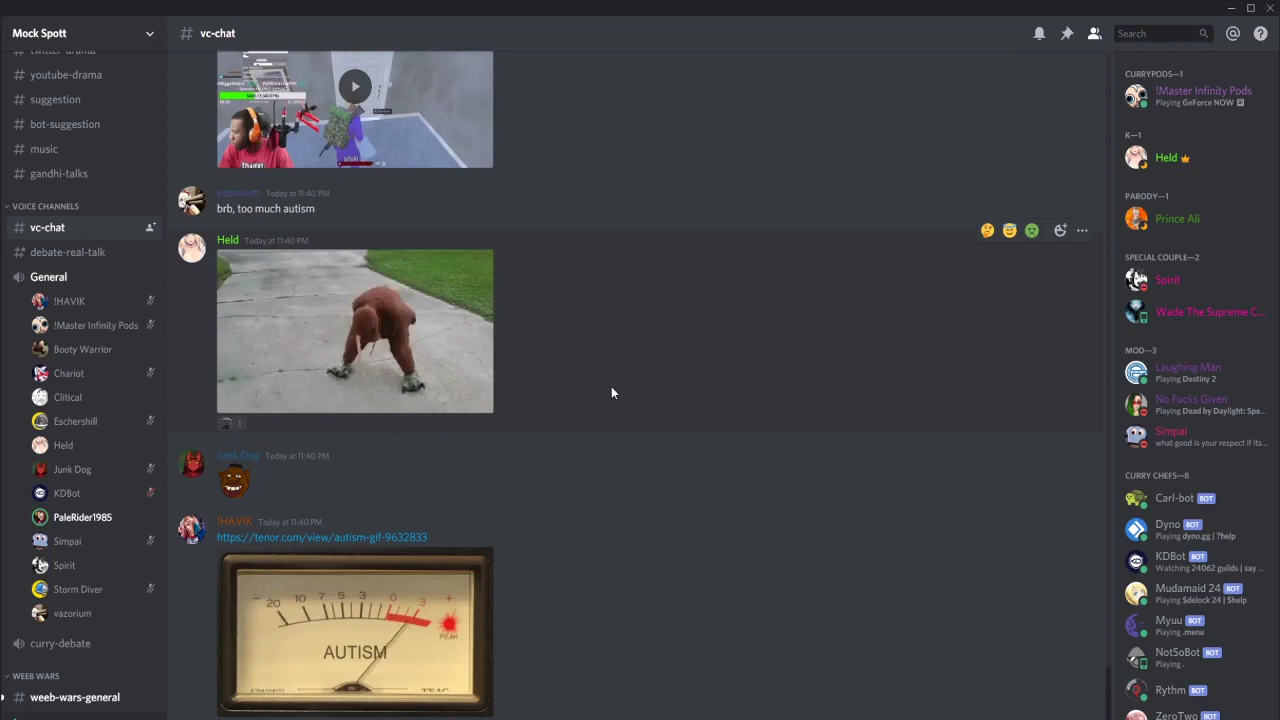 Mock Spott
twitter-drama
youtube-drama
suggestion
bot-suggestion
music
gandhi-talks
VOICE CHANNELS
vc-chat
debate-real-talk
General
!HAVIK
!Master Infinity Pods
Booty Warrior
Chariot
Clitical
Eschershill
Held
Junk Dog
KDBot
PaleRider1985
Simpai
Spirit
Storm Diver
vazorium
curry-debate
WEEB WARS
weeb-wars-general
# vc-chat
vazorium Today at 11:40 PM
brb, too much autism
Held Today at 11:40 PM
1
Junk Dog Today at 11:40 PM
!HAVIK Today at 11:40 PM
https://tenor.com/view/autism-gif-9632833
- 20 10 7 5 3 0 3 +
PEAK
AUTISM
TEAC
Search
CURRYPODS—1
!Master Infinity Pods
Playing GeForce NOW
K—1
Held
PARODY—1
Prince Ali
SPECIAL COUPLE—2
Spirit
Wade The Supreme C...
MOD—3
Laughing Man
Playing Destiny 2
No Fucks Given
Playing Dead by Daylight: Spe...
Simpai
what good is your respect if its...
CURRY CHEFS—8
Carl-bot BOT
Dyno BOT
Playing dyno.gg | ?help
KDBot BOT
Watching 24062 guilds | say ...
Mudamaid 24 BOT
Playing $delock 24 | $help
Myuu BOT
Playing .menu
NotSoBot BOT
Playing .
Rythm BOT
ZeroTwo BOT